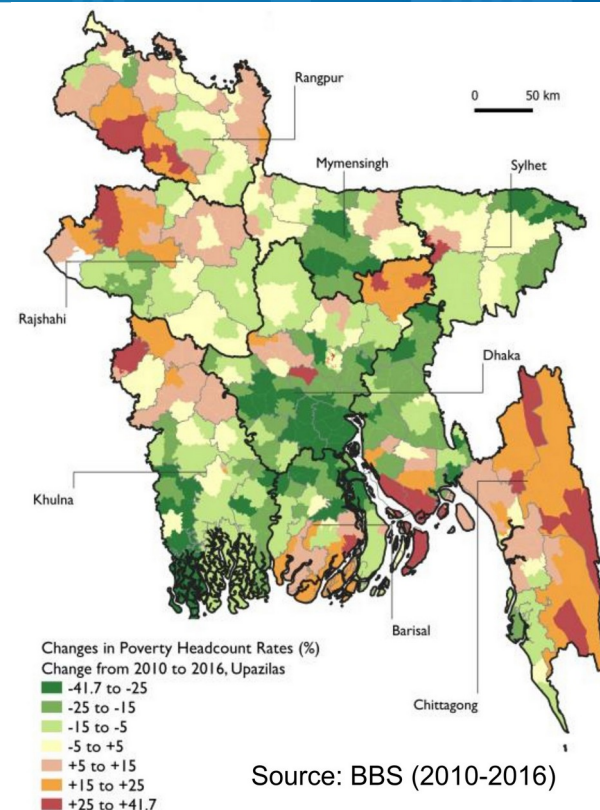 Rangpur
0 50 km
Mymensingh
Sylhet
Rajshahi
Dhaka
Khulna
Barisal
Chittagong
Changes in Poverty Headcount Rates (%)
Change from 2010 to 2016, Upazilas
-41.7 to -25
-25 to -15
-15 to -5
-5 to +5
+5 to +15
+15 to +25
+25 to +41.7
Source: BBS (2010-2016)